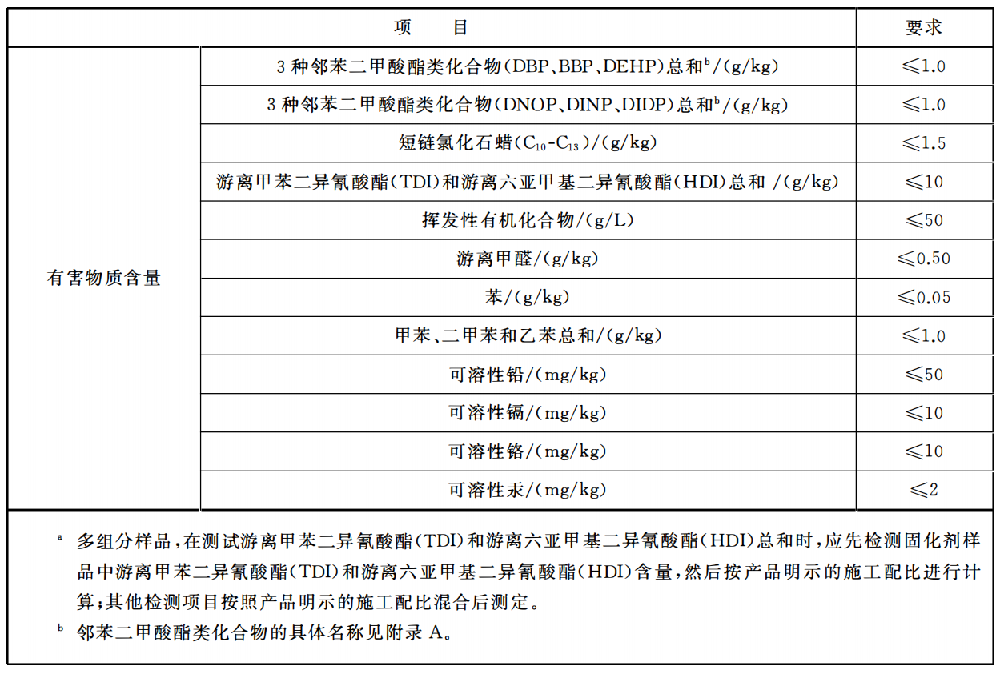 项 目 要求
有害物质含量
3种邻苯二甲酸酯类化合物(DBP、BBP、DEHP)总和ᵇ/(g/kg) ≤1.0
3种邻苯二甲酸酯类化合物(DNOP、DINP、DIDP)总和ᵇ/(g/kg) ≤1.0
短链氯化石蜡(C₁₀-C₁₃)/(g/kg) ≤1.5
游离甲苯二异氰酸酯(TDI)和游离六亚甲基二异氰酸酯(HDI)总和 /(g/kg) ≤10
挥发性有机化合物/(g/L) ≤50
游离甲醛/(g/kg) ≤0.50
苯/(g/kg) ≤0.05
甲苯、二甲苯和乙苯总和/(g/kg) ≤1.0
可溶性铅/(mg/kg) ≤50
可溶性镉/(mg/kg) ≤10
可溶性铬/(mg/kg) ≤10
可溶性汞/(mg/kg) ≤2
ᵃ 多组分样品,在测试游离甲苯二异氰酸酯(TDI)和游离六亚甲基二异氰酸酯(HDI)总和时,应先检测固化剂样
品中游离甲苯二异氰酸酯(TDI)和游离六亚甲基二异氰酸酯(HDI)含量,然后按产品明示的施工配比进行计
算;其他检测项目按照产品明示的施工配比混合后测定。
ᵇ 邻苯二甲酸酯类化合物的具体名称见附录 A。